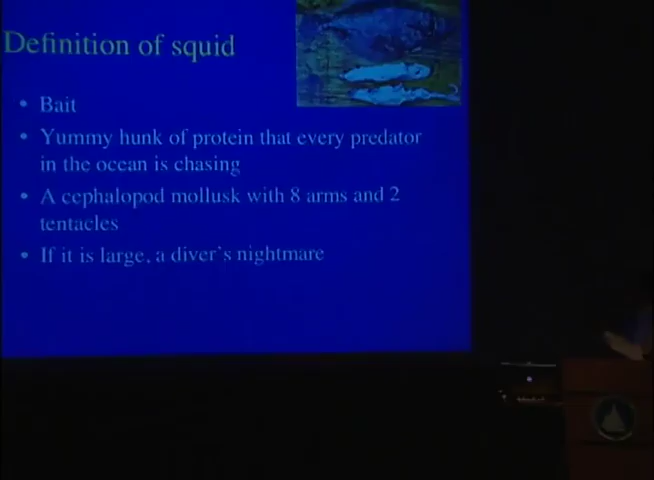 Definition of squid
• Bait
• Yummy hunk of protein that every predator
in the ocean is chasing
• A cephalopod mollusk with 8 arms and 2
tentacles
• If it is large, a diver's nightmare